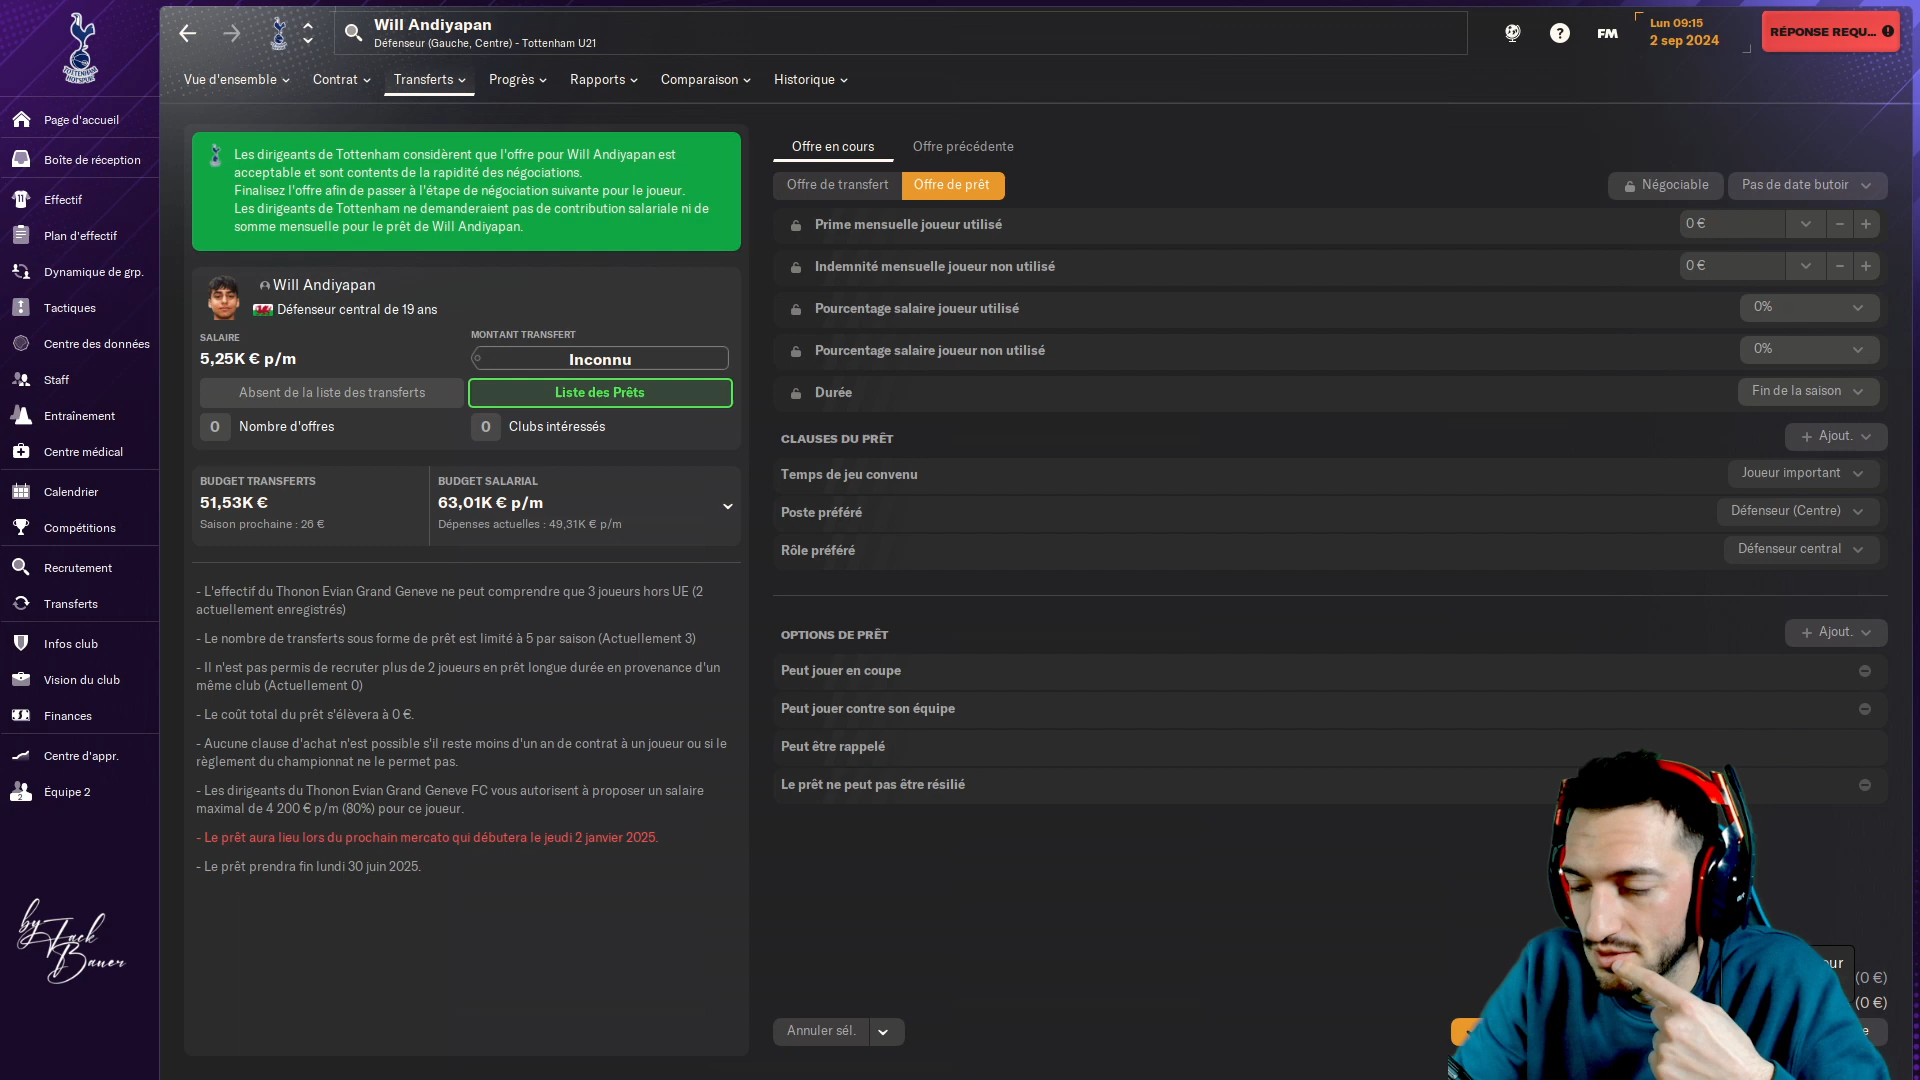 Will Andiyapan
Défenseur (Gauche, Centre) - Tottenham U21
FM
Lun 09:15
2 sep 2024
RÉPONSE REQU...
Vue d'ensemble
Contrat
Transferts
Progrès
Rapports
Comparaison
Historique
TOTTENHAM HOTSPUR
Page d'accueil
Boîte de réception
Effectif
Plan d'effectif
Dynamique de grp.
Tactiques
Centre des données
Staff
Entraînement
Centre médical
Calendrier
Compétitions
Recrutement
Transferts
Infos club
Vision du club
Finances
Centre d'appr.
Équipe 2
by Jack Bauer
Les dirigeants de Tottenham considèrent que l'offre pour Will Andiyapan est
acceptable et sont contents de la rapidité des négociations.
Finalisez l'offre afin de passer à l'étape de négociation suivante pour le joueur.
Les dirigeants de Tottenham ne demanderaient pas de contribution salariale ni de
somme mensuelle pour le prêt de Will Andiyapan.
Will Andiyapan
Défenseur central de 19 ans
SALAIRE
5,25K € p/m
MONTANT TRANSFERT
Inconnu
Absent de la liste des transferts
Liste des Prêts
0 Nombre d'offres
0 Clubs intéressés
BUDGET TRANSFERTS
51,53K €
Saison prochaine : 26 €
BUDGET SALARIAL
63,01K € p/m
Dépenses actuelles : 49,31K € p/m
- L'effectif du Thonon Evian Grand Geneve ne peut comprendre que 3 joueurs hors UE (2
actuellement enregistrés)
- Le nombre de transferts sous forme de prêt est limité à 5 par saison (Actuellement 3)
- Il n'est pas permis de recruter plus de 2 joueurs en prêt longue durée en provenance d'un
même club (Actuellement 0)
- Le coût total du prêt s'élèvera à 0 €.
- Aucune clause d'achat n'est possible s'il reste moins d'un an de contrat à un joueur ou si le
règlement du championnat ne le permet pas.
- Les dirigeants du Thonon Evian Grand Geneve FC vous autorisent à proposer un salaire
maximal de 4 200 € p/m (80%) pour ce joueur.
- Le prêt aura lieu lors du prochain mercato qui débutera le jeudi 2 janvier 2025.
- Le prêt prendra fin lundi 30 juin 2025.
Offre en cours
Offre précédente
Offre de transfert
Offre de prêt
Négociable
Pas de date butoir
Prime mensuelle joueur utilisé
0 €
Indemnité mensuelle joueur non utilisé
0 €
Pourcentage salaire joueur utilisé
0%
Pourcentage salaire joueur non utilisé
0%
Durée
Fin de la saison
CLAUSES DU PRÊT
+ Ajout.
Temps de jeu convenu
Joueur important
Poste préféré
Défenseur (Centre)
Rôle préféré
Défenseur central
OPTIONS DE PRÊT
+ Ajout.
Peut jouer en coupe
Peut jouer contre son équipe
Peut être rappelé
Le prêt ne peut pas être résilié
(0 €)
(0 €)
Annuler sél.